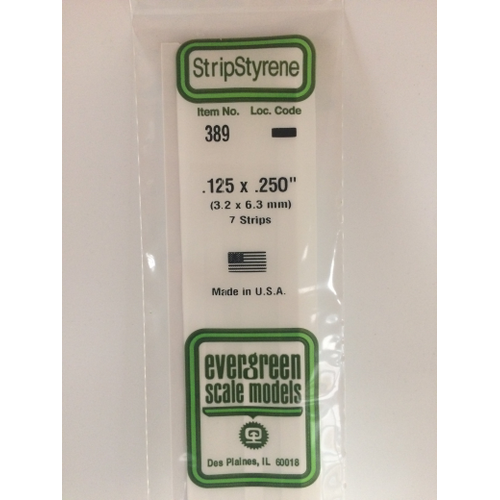 StripStyrene
Item No. Loc. Code
389
.125 x .250"
(3.2 x 6.3 mm)
7 Strips
Made in U.S.A.
evergreen
scale models
Des Plaines, IL 60018